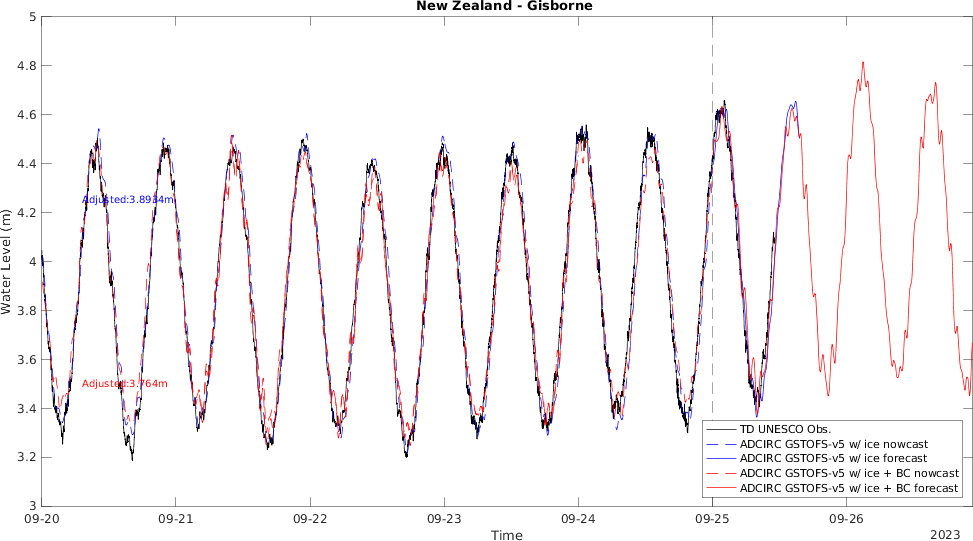 New Zealand - Gisborne
5
4.8
4.6
4.4
4.2
4
3.8
3.6
3.4
3.2
3
Water Level (m)
Adjusted:3.8934m
Adjusted:3.764m
TD UNESCO Obs.
ADCIRC GSTOFS-v5 w/ ice nowcast
ADCIRC GSTOFS-v5 w/ ice forecast
ADCIRC GSTOFS-v5 w/ ice + BC nowcast
ADCIRC GSTOFS-v5 w/ ice + BC forecast
09-20 09-21 09-22 09-23 09-24 09-25 09-26
Time
2023